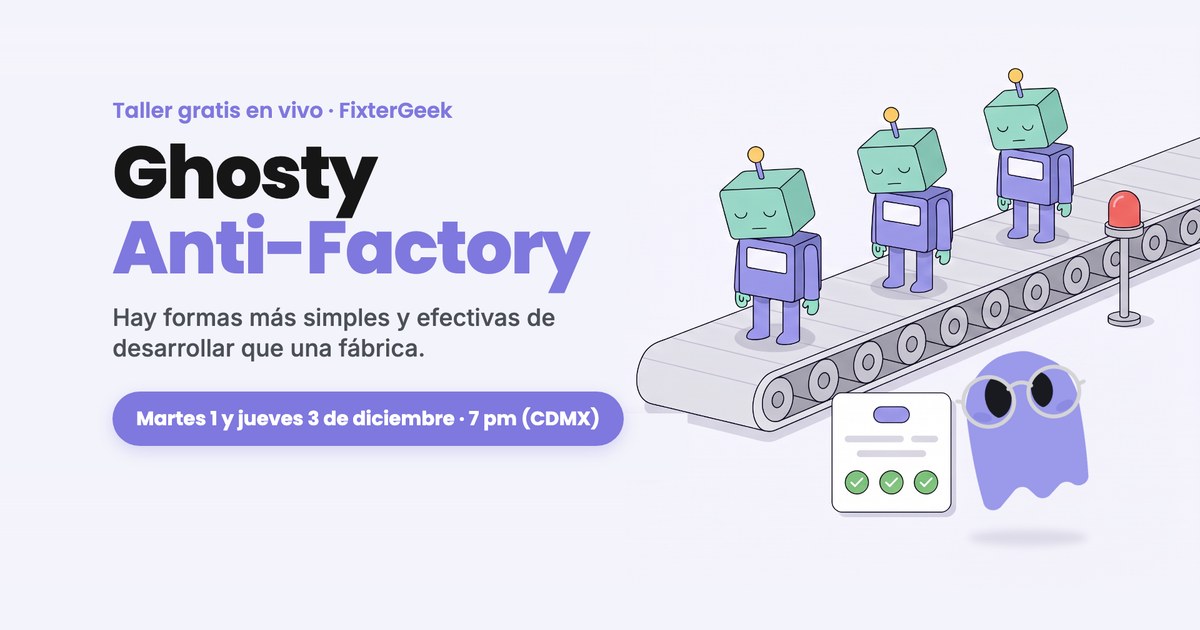 Taller gratis en vivo · FixterGeek
Ghosty
Anti-Factory
Hay formas más simples y efectivas de
desarrollar que una fábrica.
Martes 1 y jueves 3 de diciembre · 7 pm (CDMX)